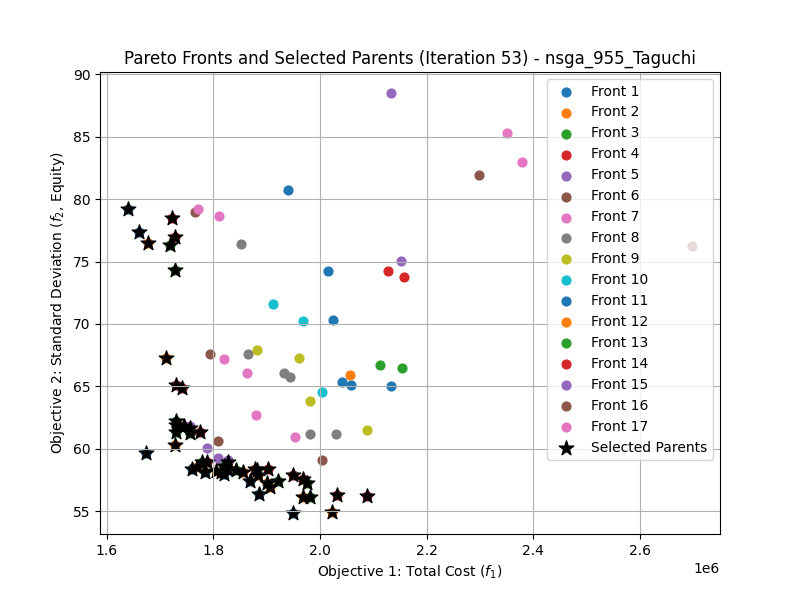 Pareto Fronts and Selected Parents (Iteration 53) - nsga_955_Taguchi
Objective 2: Standard Deviation (f₂, Equity)
90
85
80
75
70
65
60
55
Front 1
Front 2
Front 3
Front 4
Front 5
Front 6
Front 7
Front 8
Front 9
Front 10
Front 11
Front 12
Front 13
Front 14
Front 15
Front 16
Front 17
Selected Parents
1.6 1.8 2.0 2.2 2.4 2.6
1e6
Objective 1: Total Cost (f₁)